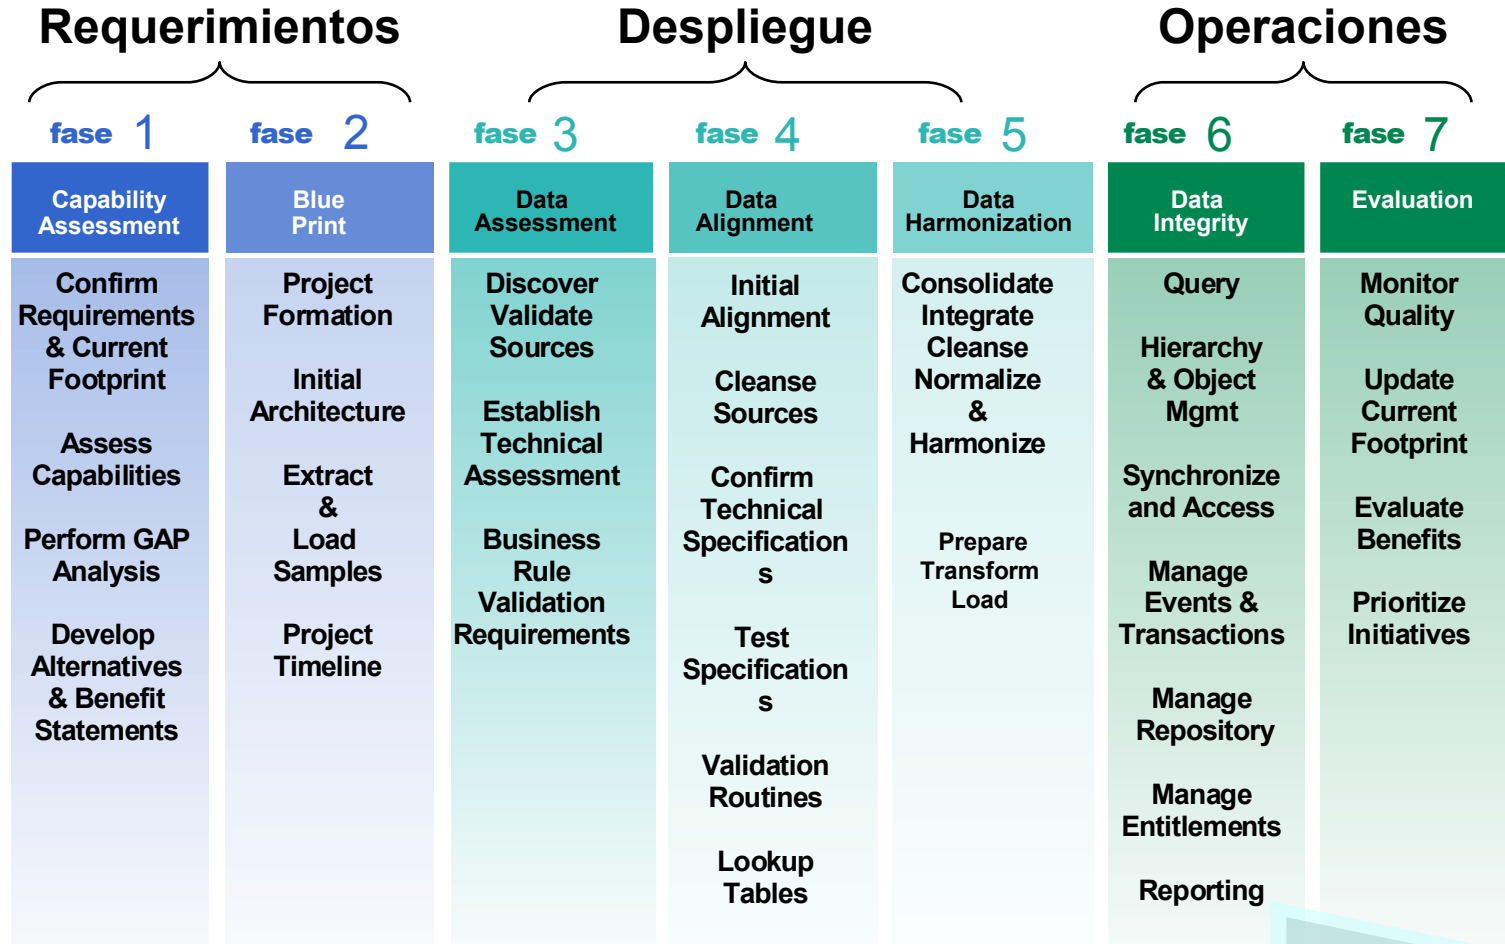 Requerimientos
Despliegue
Operaciones
fase 1
fase 2
fase 3
fase 4
fase 5
fase 6
fase 7
Capability
Assessment
Blue
Print
Data
Assessment
Data
Alignment
Data
Harmonization
Data
Integrity
Evaluation
Confirm
Requirements
& Current
Footprint
Assess
Capabilities
Perform GAP
Analysis
Develop
Alternatives
& Benefit
Statements
Project
Formation
Initial
Architecture
Extract
&
Load
Samples
Project
Timeline
Discover
Validate
Sources
Establish
Technical
Assessment
Business
Rule
Validation
Requirements
Initial
Alignment
Cleanse
Sources
Confirm
Technical
Specification
s
Test
Specification
s
Validation
Routines
Lookup
Tables
Consolidate
Integrate
Cleanse
Normalize
&
Harmonize
Prepare
Transform
Load
Query
Hierarchy
& Object
Mgmt
Synchronize
and Access
Manage
Events &
Transactions
Manage
Repository
Manage
Entitlements
Reporting
Monitor
Quality
Update
Current
Footprint
Evaluate
Benefits
Prioritize
Initiatives